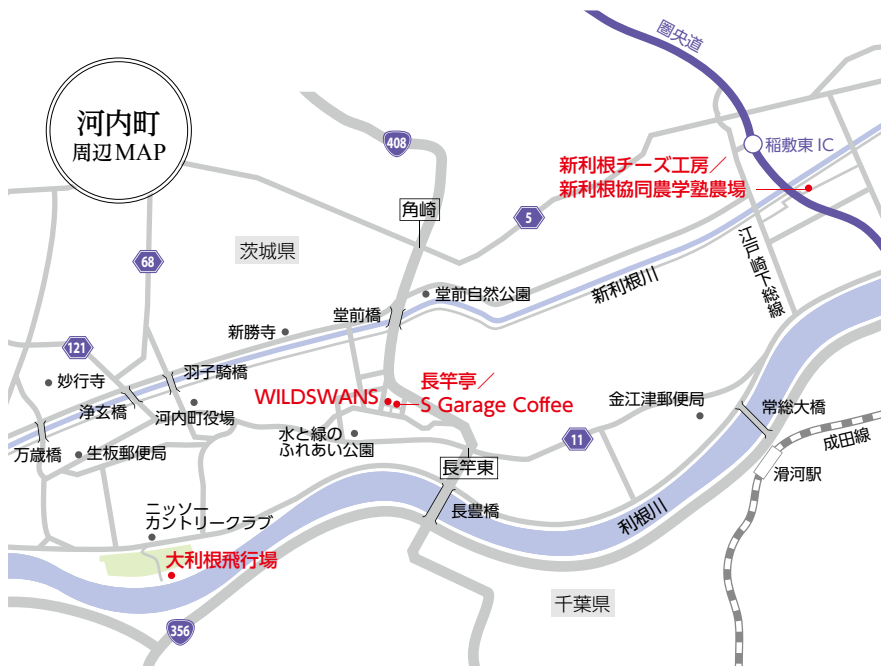 河内町
周辺MAP
圏央道
408
稲敷東IC
新利根チーズ工房／
新利根協同農学塾農場
角崎
5
茨城県
68
江戸崎下総線
新利根川
堂前自然公園
堂前橋
新勝寺
121
羽子騎橋
妙行寺
長竿亭／
S Garage Coffee
WILDSWANS
金江津郵便局
浄玄橋
河内町役場
常総大橋
水と緑の
ふれあい公園
11
成田線
万歳橋
生板郵便局
長竿東
滑河駅
ニッソー
カントリークラブ
長豊橋
利根川
大利根飛行場
千葉県
356